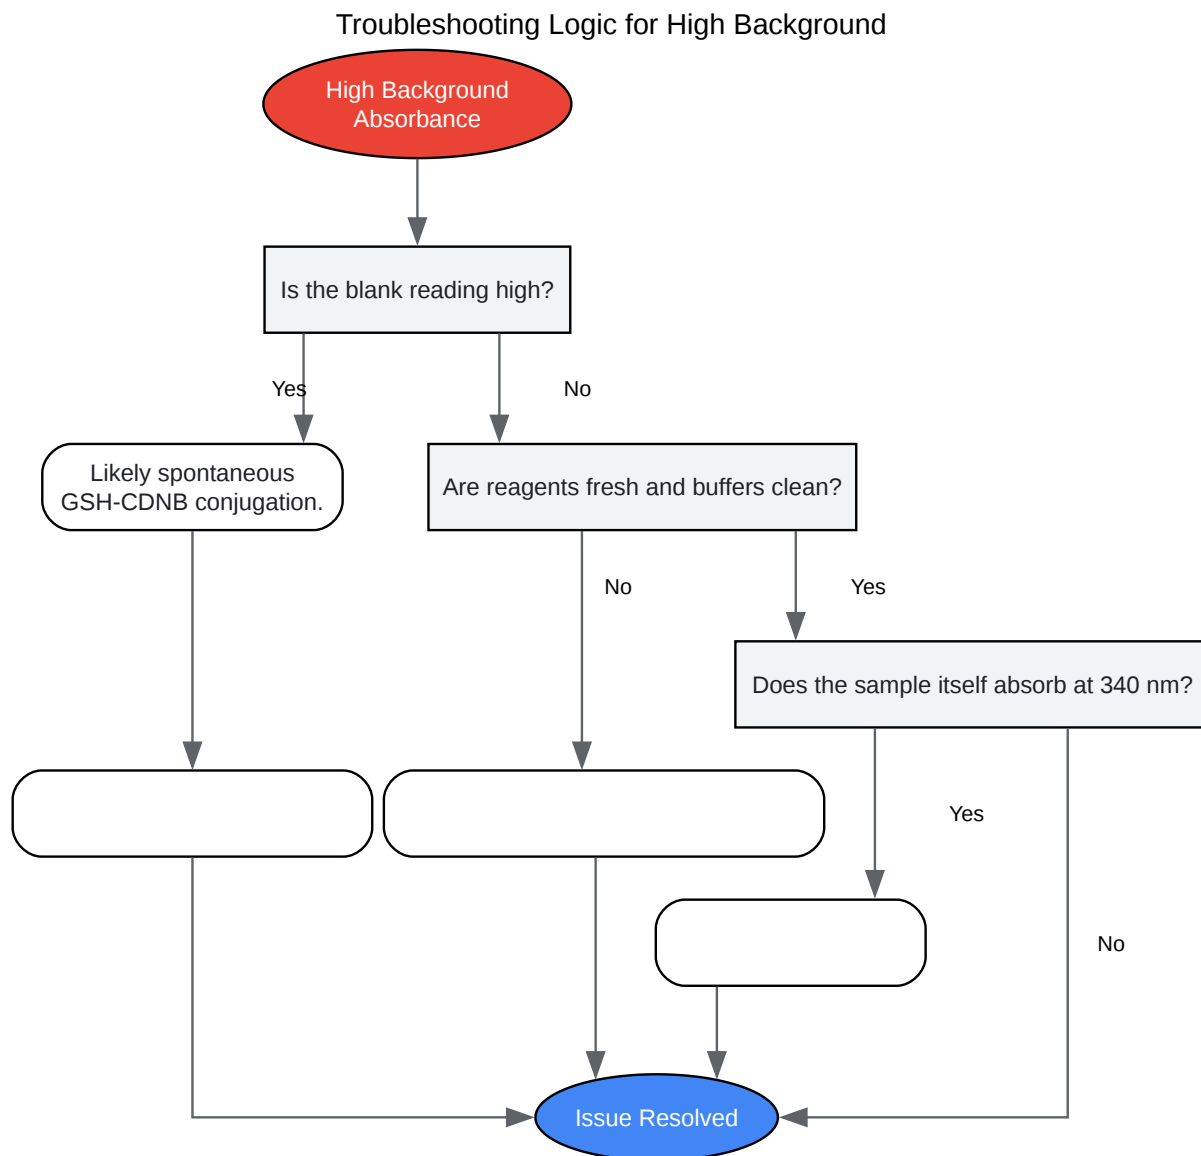 Troubleshooting Logic for High Background
High Background
Absorbance
Is the blank reading high?
Yes
No
Likely spontaneous
GSH-CDNB conjugation.
Are reagents fresh and buffers clean?
No
Yes
Does the sample itself absorb at 340 nm?
Yes
No
Issue Resolved